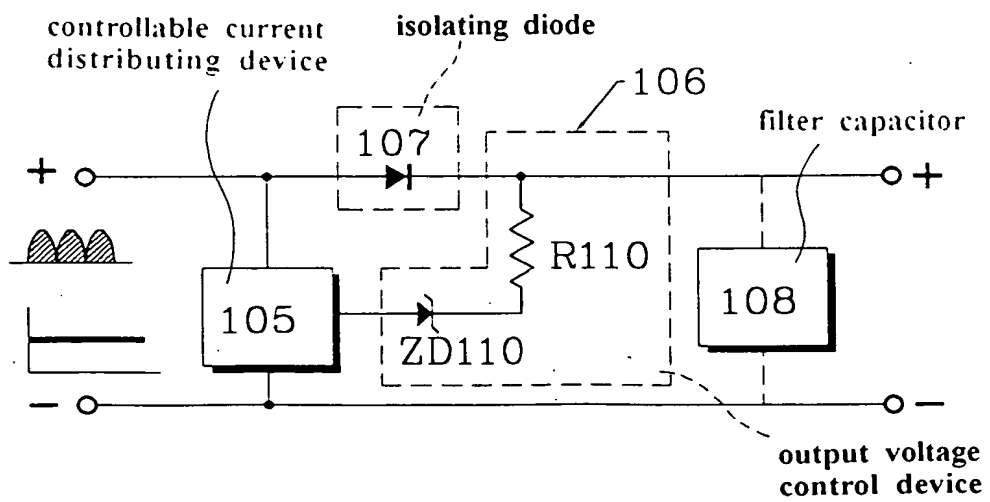 controllable current
distributing device
isolating diode
106
107
filter capacitor
+
+
R110
105
108
ZD110
−
−
output voltage
control device